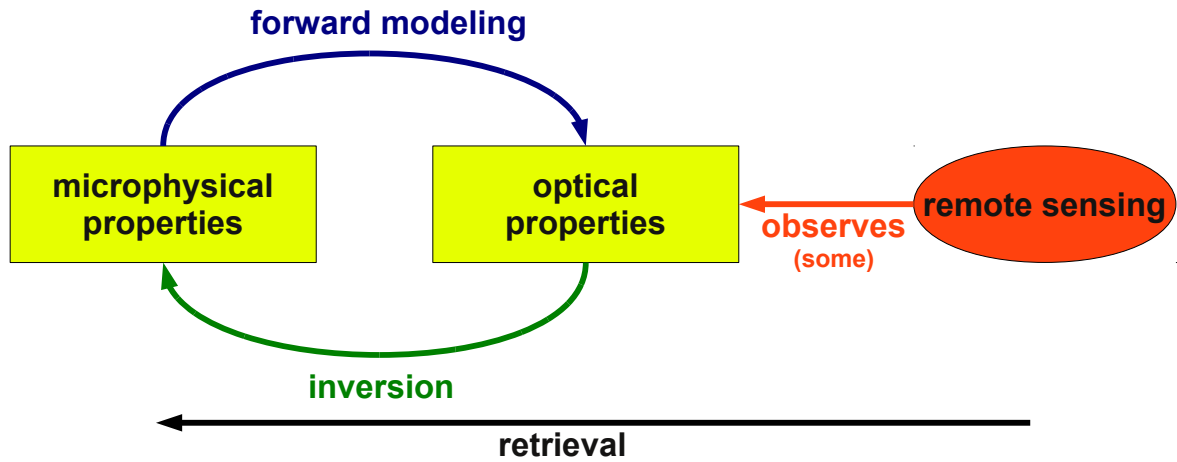 forward modeling
microphysical
properties
optical
properties
remote sensing
observes
(some)
inversion
retrieval